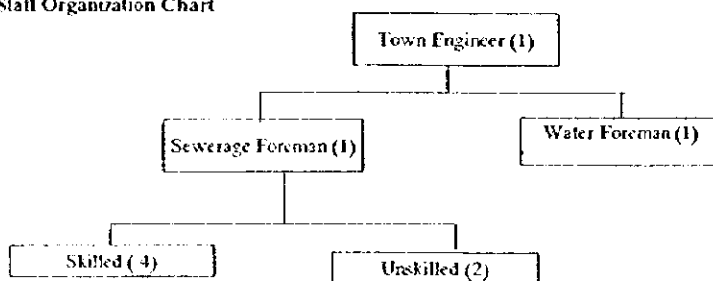 Staff Organization Chart
Town Engineer (1)
Sewerage Foreman (1)
Water Foreman (1)
Skilled (4)
Unskilled (2)